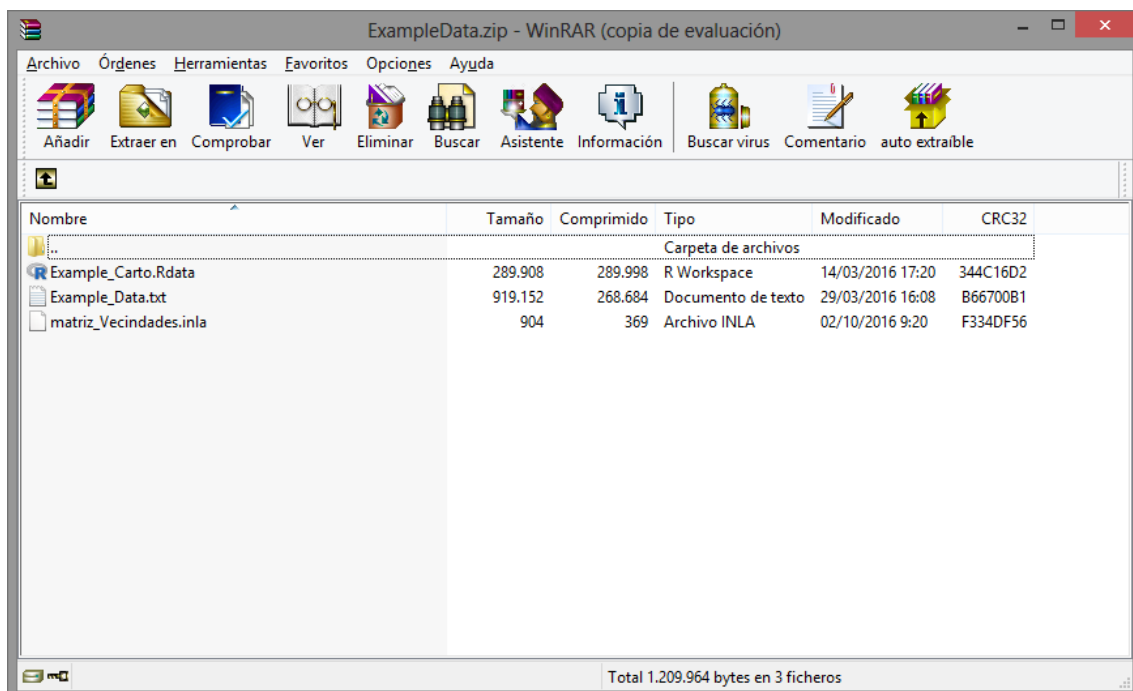 ExampleData.zip - WinRAR (copia de evaluación)
Archivo Órdenes Herramientas Favoritos Opciones Ayuda
Añadir Extraer en Comprobar Ver Eliminar Buscar Asistente Información Buscar virus Comentario auto extraíble
Nombre Tamaño Comprimido Tipo Modificado CRC32
.. Carpeta de archivos
Example_Carto.Rdata 289.908 289.998 R Workspace 14/03/2016 17:20 344C16D2
Example_Data.txt 919.152 268.684 Documento de texto 29/03/2016 16:08 B66700B1
matriz_Vecindades.inla 904 369 Archivo INLA 02/10/2016 9:20 F334DF56
Total 1.209.964 bytes en 3 ficheros